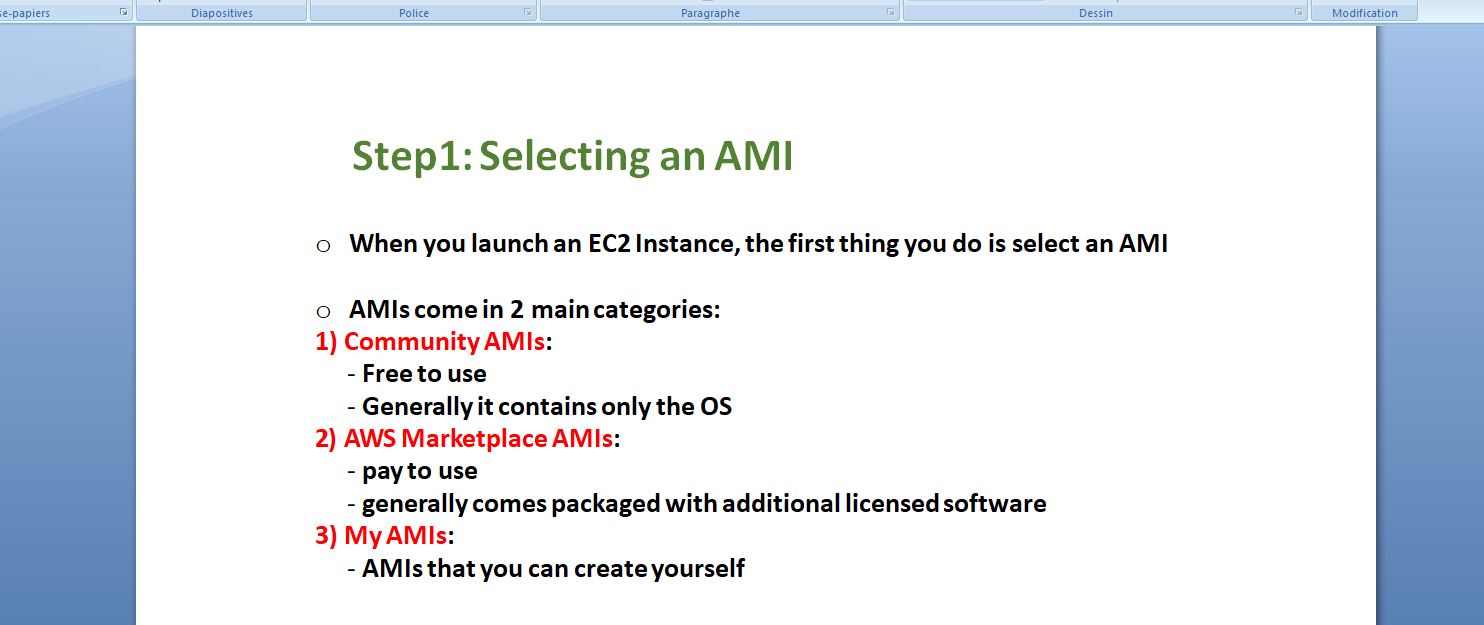 se-papiers Diapositives Police Paragraphe Dessin Modification
Step1: Selecting an AMI
o When you launch an EC2 Instance, the first thing you do is select an AMI
o AMIs come in 2 main categories:
1) Community AMIs:
- Free to use
- Generally it contains only the OS
2) AWS Marketplace AMIs:
- pay to use
- generally comes packaged with additional licensed software
3) My AMIs:
- AMIs that you can create yourself